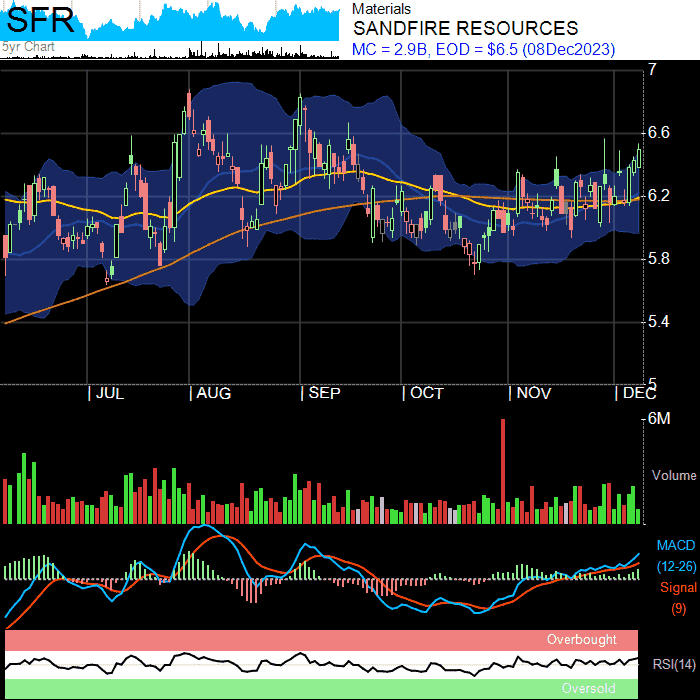 SFR
5yr Chart
Materials
SANDFIRE RESOURCES
MC = 2.9B, EOD = $6.5 (08Dec2023)
7
6.6
6.2
5.8
5.4
5
JUL AUG SEP OCT NOV DEC
6M
Volume
MACD
(12-26)
Signal
(9)
Overbought
RSI(14)
Oversold